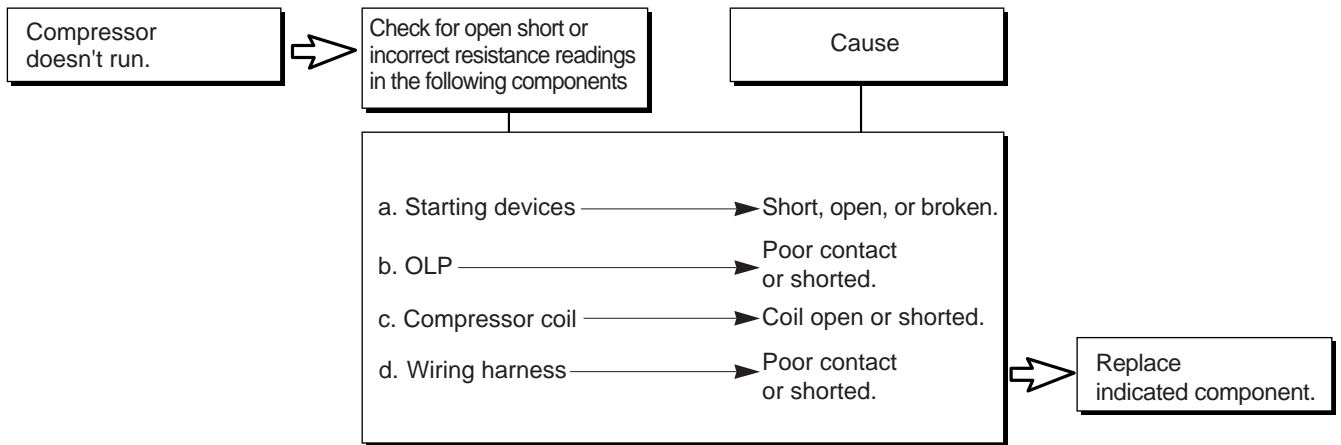 Compressor
doesn't run.
Check for open short or
incorrect resistance readings
in the following components
Cause
a. Starting devices
Short, open, or broken.
b. OLP
Poor contact
or shorted.
c. Compressor coil
Coil open or shorted.
d. Wiring harness
Poor contact
or shorted.
Replace
indicated component.